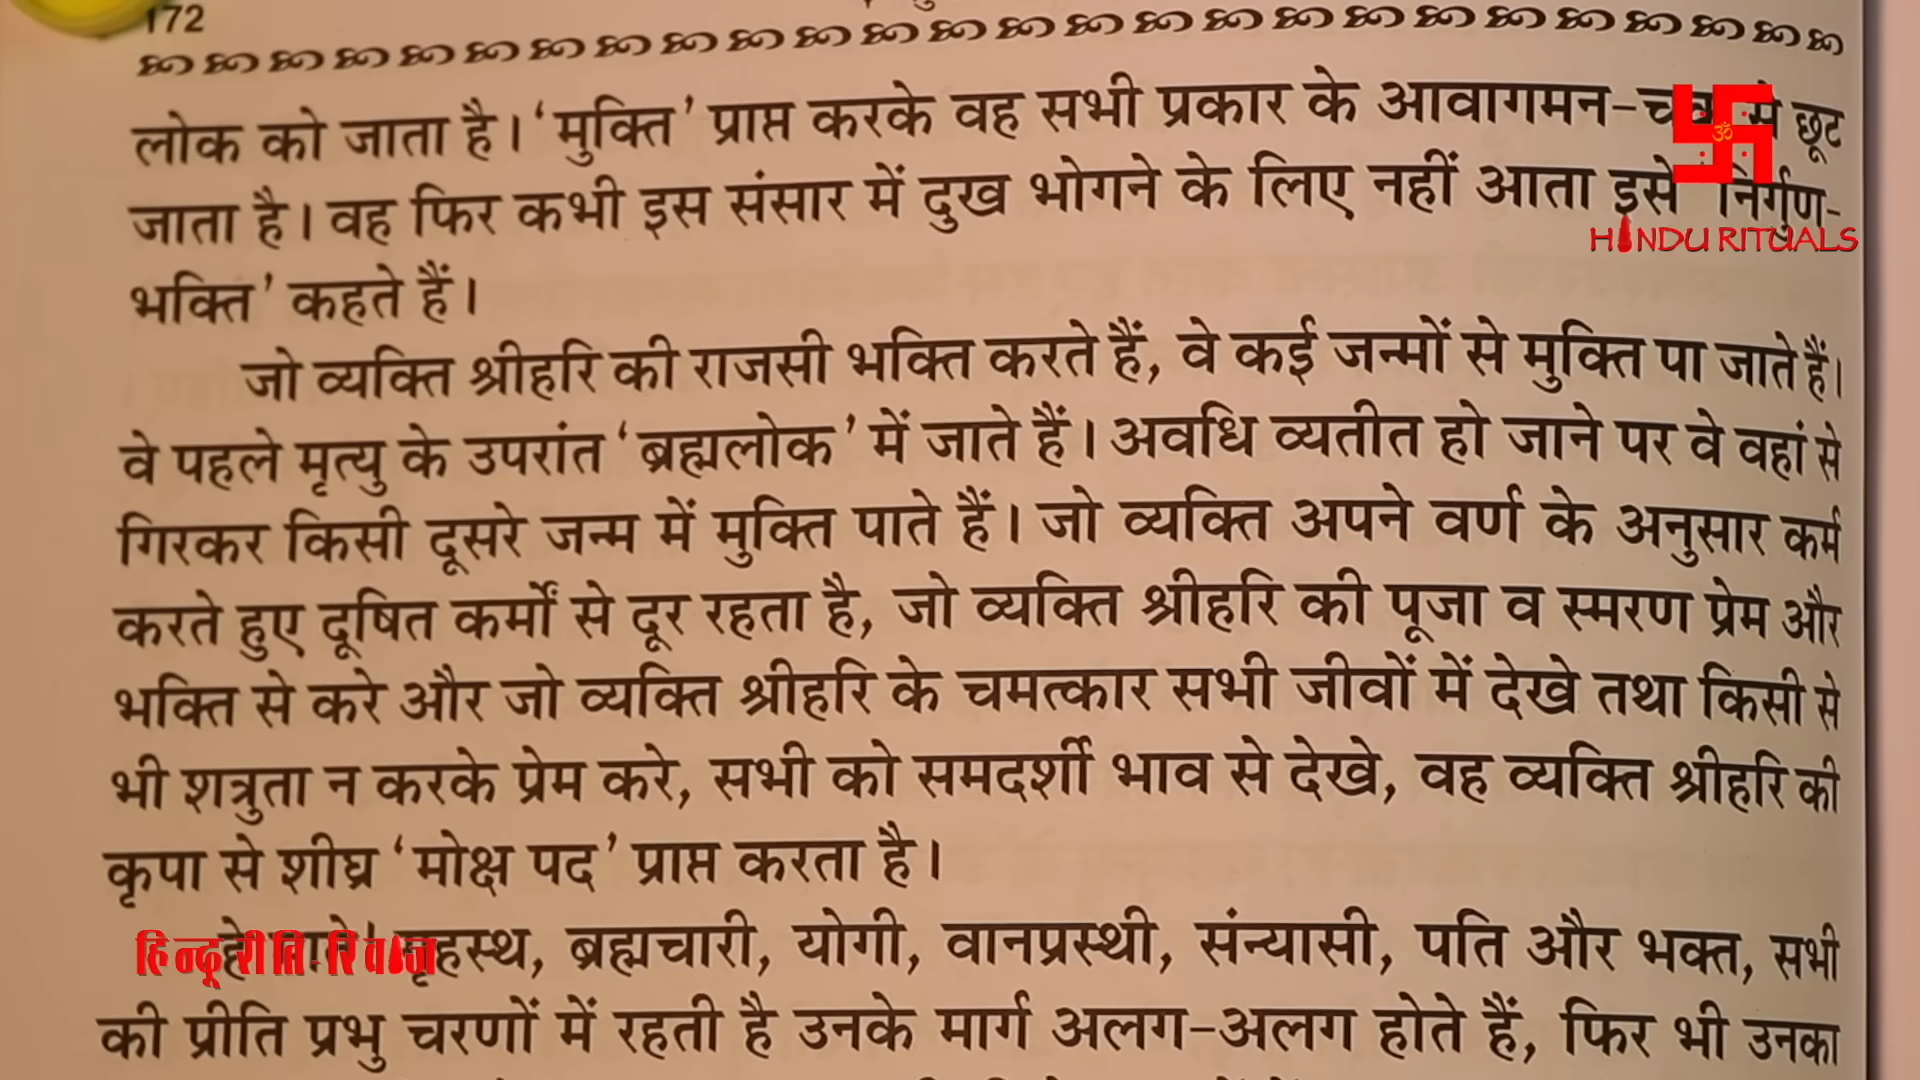 172
लोक को जाता है। ‘मुक्ति’ प्राप्त करके वह सभी प्रकार के आवागमन-चक्र से छूट
जाता है। वह फिर कभी इस संसार में दुख भोगने के लिए नहीं आता इसे ‘निर्गुण-
भक्ति’ कहते हैं।
जो व्यक्ति श्रीहरि की राजसी भक्ति करते हैं, वे कई जन्मों से मुक्ति पा जाते हैं।
वे पहले मृत्यु के उपरांत ‘ब्रह्मलोक’ में जाते हैं। अवधि व्यतीत हो जाने पर वे वहां से
गिरकर किसी दूसरे जन्म में मुक्ति पाते हैं। जो व्यक्ति अपने वर्ण के अनुसार कर्म
करते हुए दूषित कर्मों से दूर रहता है, जो व्यक्ति श्रीहरि की पूजा व स्मरण प्रेम और
भक्ति से करे और जो व्यक्ति श्रीहरि के चमत्कार सभी जीवों में देखे तथा किसी से
भी शत्रुता न करके प्रेम करे, सभी को समदर्शी भाव से देखे, वह व्यक्ति श्रीहरि की
कृपा से शीघ्र ‘मोक्ष पद’ प्राप्त करता है।
हे गृहस्थ, ब्रह्मचारी, योगी, वानप्रस्थी, संन्यासी, पति और भक्त, सभी
की प्रीति प्रभु चरणों में रहती है उनके मार्ग अलग-अलग होते हैं, फिर भी उनका
ॐ
HINDU RITUALS
हिन्दू रीति-रिवाज